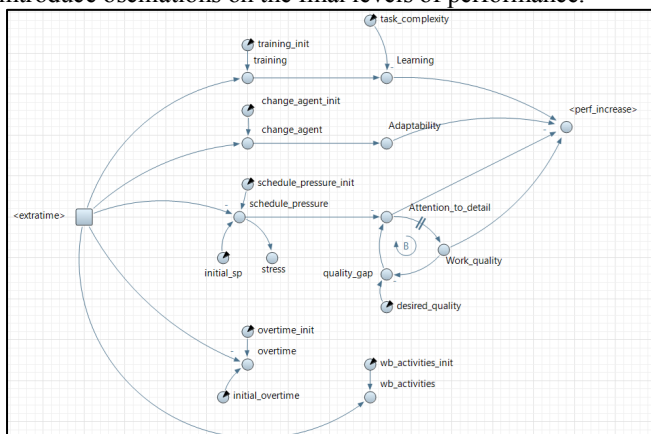 introduce oscillations on the final levels of performance.
task_complexity
training_init
training
Learning
change_agent_init
<perf_increase>
change_agent
Adaptability
schedule_pressure_init
schedule_pressure
Attention_to_detail
<extratime>
B
initial_sp
stress
quality_gap
Work_quality
desired_quality
overtime_init
overtime
wb_activities_init
wb_activities
initial_overtime